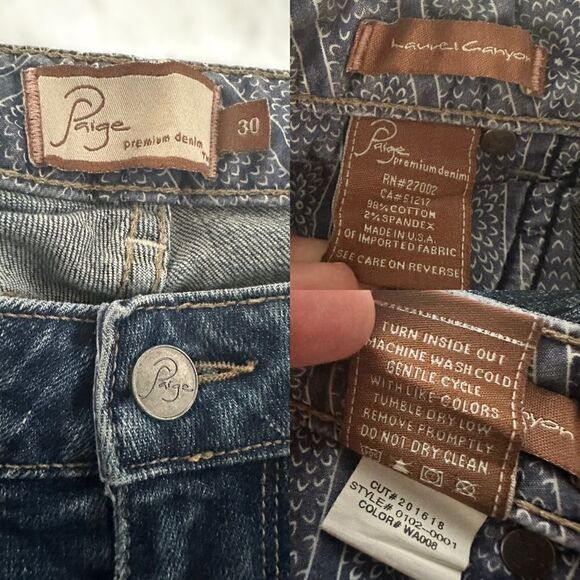 Paige
premium denim
TM
30
Laurel Canyon
Paige
premium denim
RN#27002
CA#51217
98% COTTON
2% SPANDEX
MADE IN U.S.A
OF IMPORTED FABRIC
SEE CARE ON REVERSE
Paige
TURN INSIDE OUT
MACHINE WASH COLD
GENTLE CYCLE
WITH LIKE COLORS
TUMBLE DRY LOW
REMOVE PROMPTLY
DO NOT DRY CLEAN
nyon
CUT# 201618
STYLE# 0102-0001
COLOR# WA008